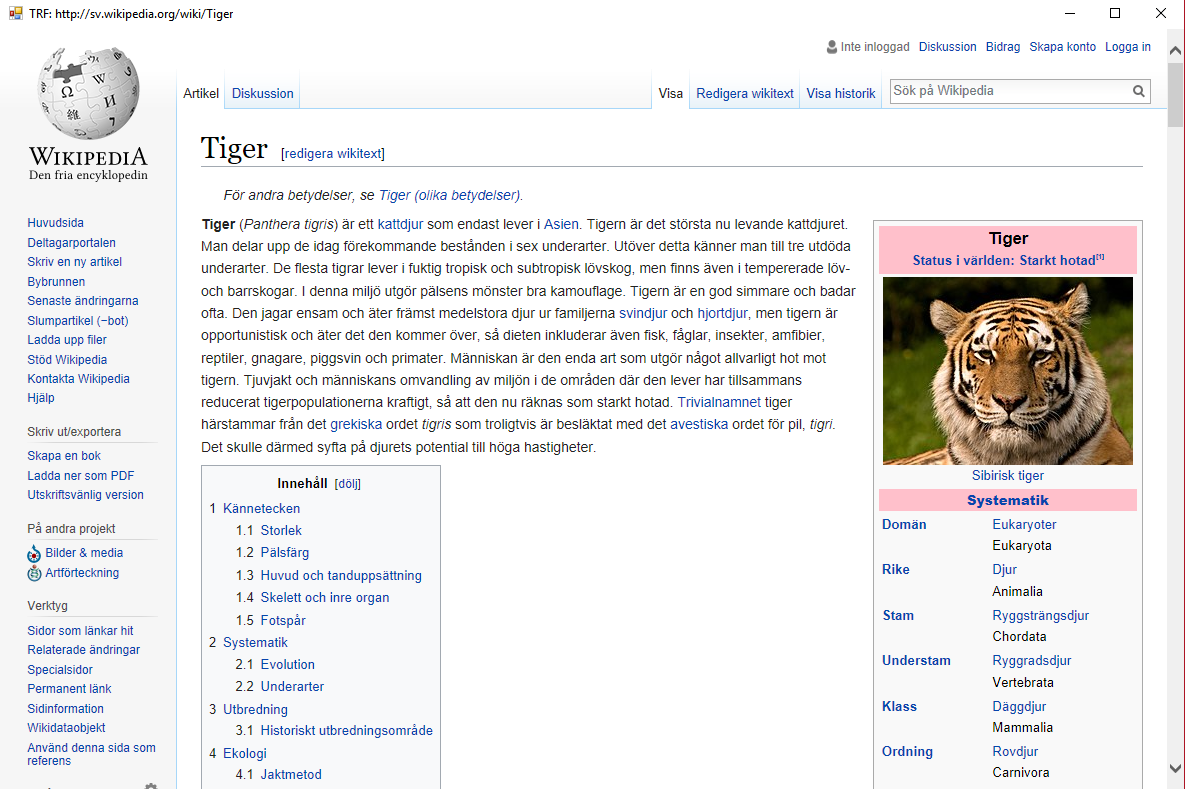 TRF: http://sv.wikipedia.org/wiki/Tiger
Inte inloggad Diskussion Bidrag Skapa konto Logga in
Artikel Diskussion Visa Redigera wikitext Visa historik Sök på Wikipedia
WIKIPEDIA
Den fria encyklopedin
Huvudsida
Deltagarportalen
Skriv en ny artikel
Bybrunnen
Senaste ändringarna
Slumpartikel (−bot)
Ladda upp filer
Stöd Wikipedia
Kontakta Wikipedia
Hjälp
Skriv ut/exportera
Skapa en bok
Ladda ner som PDF
Utskriftsvänlig version
På andra projekt
Bilder & media
Artförteckning
Verktyg
Sidor som länkar hit
Relaterade ändringar
Specialsidor
Permanent länk
Sidinformation
Wikidataobjekt
Använd denna sida som
referens
Tiger [redigera wikitext]
För andra betydelser, se Tiger (olika betydelser).
Tiger (Panthera tigris) är ett kattdjur som endast lever i Asien. Tigern är det största nu levande kattdjuret.
Man delar upp de idag förekommande bestånden i sex underarter. Utöver detta känner man till tre utdöda
underarter. De flesta tigrar lever i fuktig tropisk och subtropisk lövskog, men finns även i tempererade löv-
och barrskogar. I denna miljö utgör pälsens mönster bra kamouflage. Tigern är en god simmare och badar
ofta. Den jagar ensam och äter främst medelstora djur ur familjerna svindjur och hjortdjur, men tigern är
opportunistisk och äter det den kommer över, så dieten inkluderar även fisk, fåglar, insekter, amfibier,
reptiler, gnagare, piggsvin och primater. Människan är den enda art som utgör något allvarligt hot mot
tigern. Tjuvjakt och människans omvandling av miljön i de områden där den lever har tillsammans
reducerat tigerpopulationerna kraftigt, så att den nu räknas som starkt hotad. Trivialnamnet tiger
härstammar från det grekiska ordet tigris som troligtvis är besläktat med det avestiska ordet för pil, tigri.
Det skulle därmed syfta på djurets potential till höga hastigheter.
Innehåll [dölj]
1 Kännetecken
1.1 Storlek
1.2 Pälsfärg
1.3 Huvud och tanduppsättning
1.4 Skelett och inre organ
1.5 Fotspår
2 Systematik
2.1 Evolution
2.2 Underarter
3 Utbredning
3.1 Historiskt utbredningsområde
4 Ekologi
4.1 Jaktmetod
Tiger
Status i världen: Starkt hotad[1]
Sibirisk tiger
Systematik
Domän Eukaryoter
Eukaryota
Rike Djur
Animalia
Stam Ryggsträngsdjur
Chordata
Understam Ryggradsdjur
Vertebrata
Klass Däggdjur
Mammalia
Ordning Rovdjur
Carnivora